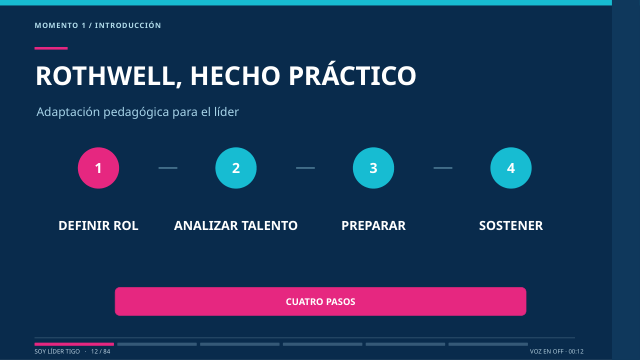 MOMENTO 1 / INTRODUCCIÓN
ROTHWELL, HECHO PRÁCTICO
Adaptación pedagógica para el líder
1 2 3 4
DEFINIR ROL ANALIZAR TALENTO PREPARAR SOSTENER
CUATRO PASOS
SOY LÍDER TIGO · 12 / 84 VOZ EN OFF · 00:12